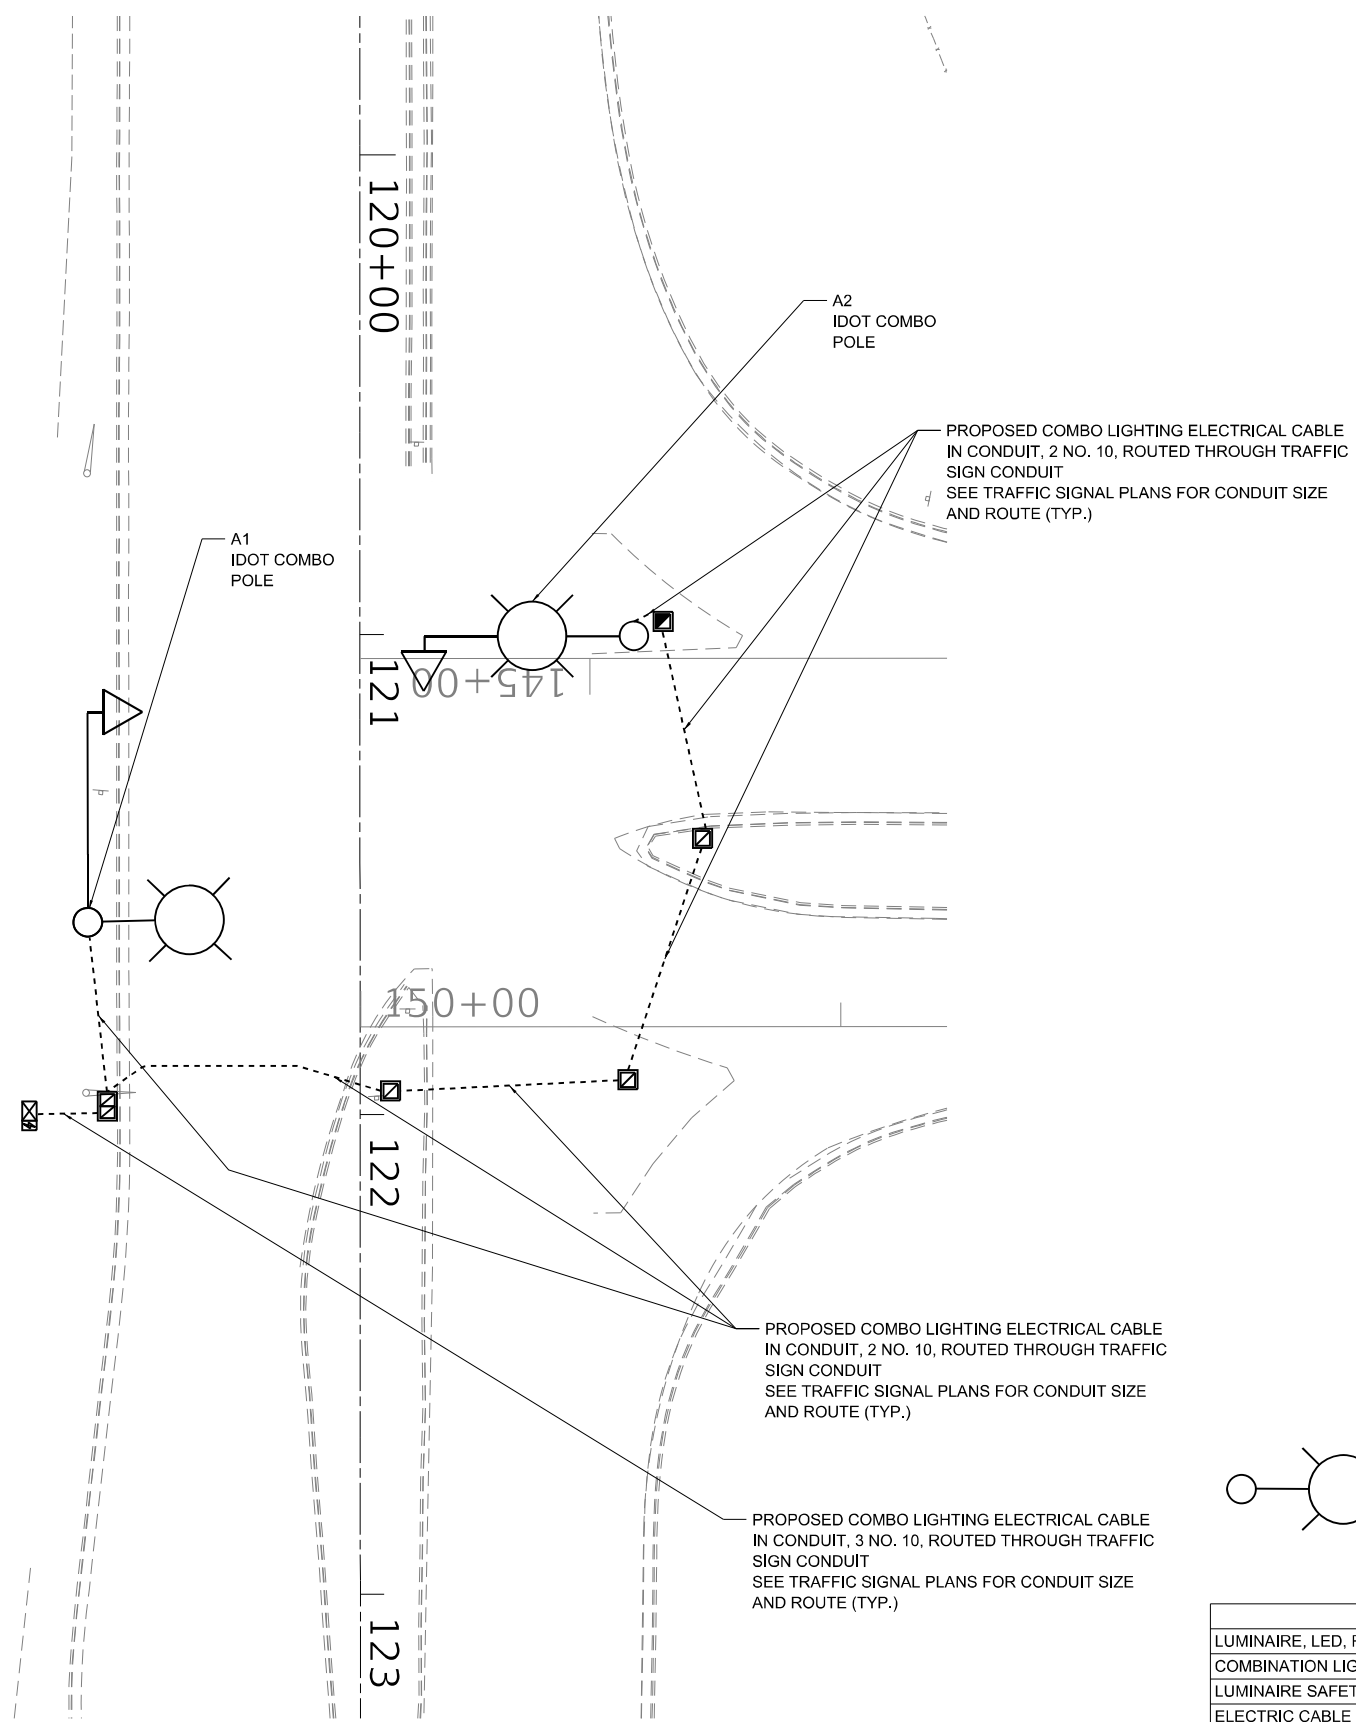 120+00
A2
IDOT COMBO
POLE
PROPOSED COMBO LIGHTING ELECTRICAL CABLE
IN CONDUIT, 2 NO. 10, ROUTED THROUGH TRAFFIC
SIGN CONDUIT
SEE TRAFFIC SIGNAL PLANS FOR CONDUIT SIZE
AND ROUTE (TYP.)
A1
IDOT COMBO
POLE
121
145+00
150+00
122
PROPOSED COMBO LIGHTING ELECTRICAL CABLE
IN CONDUIT, 2 NO. 10, ROUTED THROUGH TRAFFIC
SIGN CONDUIT
SEE TRAFFIC SIGNAL PLANS FOR CONDUIT SIZE
AND ROUTE (TYP.)
PROPOSED COMBO LIGHTING ELECTRICAL CABLE
IN CONDUIT, 3 NO. 10, ROUTED THROUGH TRAFFIC
SIGN CONDUIT
SEE TRAFFIC SIGNAL PLANS FOR CONDUIT SIZE
AND ROUTE (TYP.)
123
LUMINAIRE, LED,
COMBINATION
LUMINAIRE
ELECTRIC CABLE